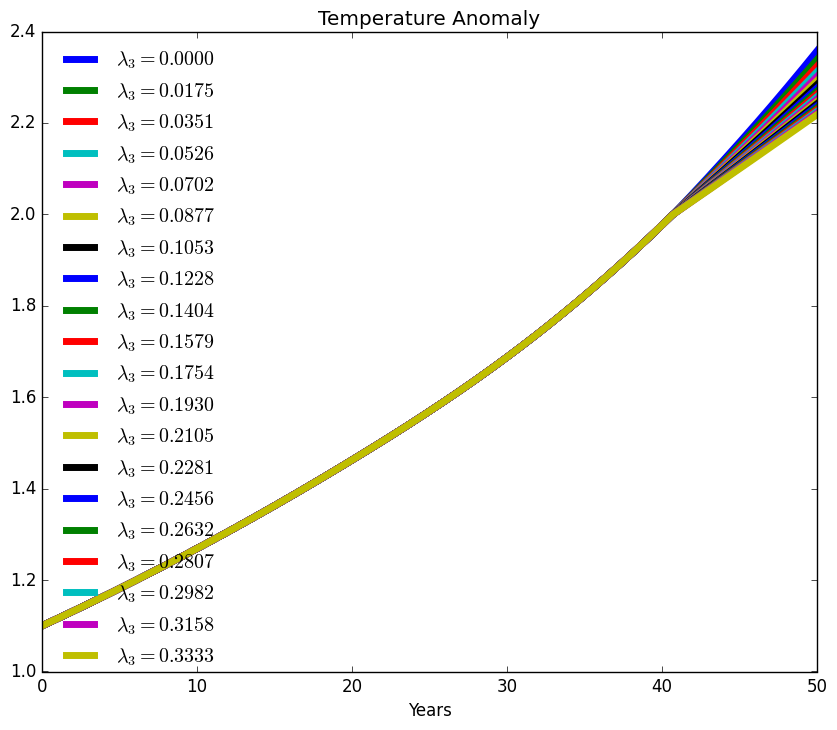 Temperature Anomaly
2.4
2.2
2.0
1.8
1.6
1.4
1.2
1.0
λ₃ = 0.0000
λ₃ = 0.0175
λ₃ = 0.0351
λ₃ = 0.0526
λ₃ = 0.0702
λ₃ = 0.0877
λ₃ = 0.1053
λ₃ = 0.1228
λ₃ = 0.1404
λ₃ = 0.1579
λ₃ = 0.1754
λ₃ = 0.1930
λ₃ = 0.2105
λ₃ = 0.2281
λ₃ = 0.2456
λ₃ = 0.2632
λ₃ = 0.2807
λ₃ = 0.2982
λ₃ = 0.3158
λ₃ = 0.3333
0 10 20 30 40 50
Years